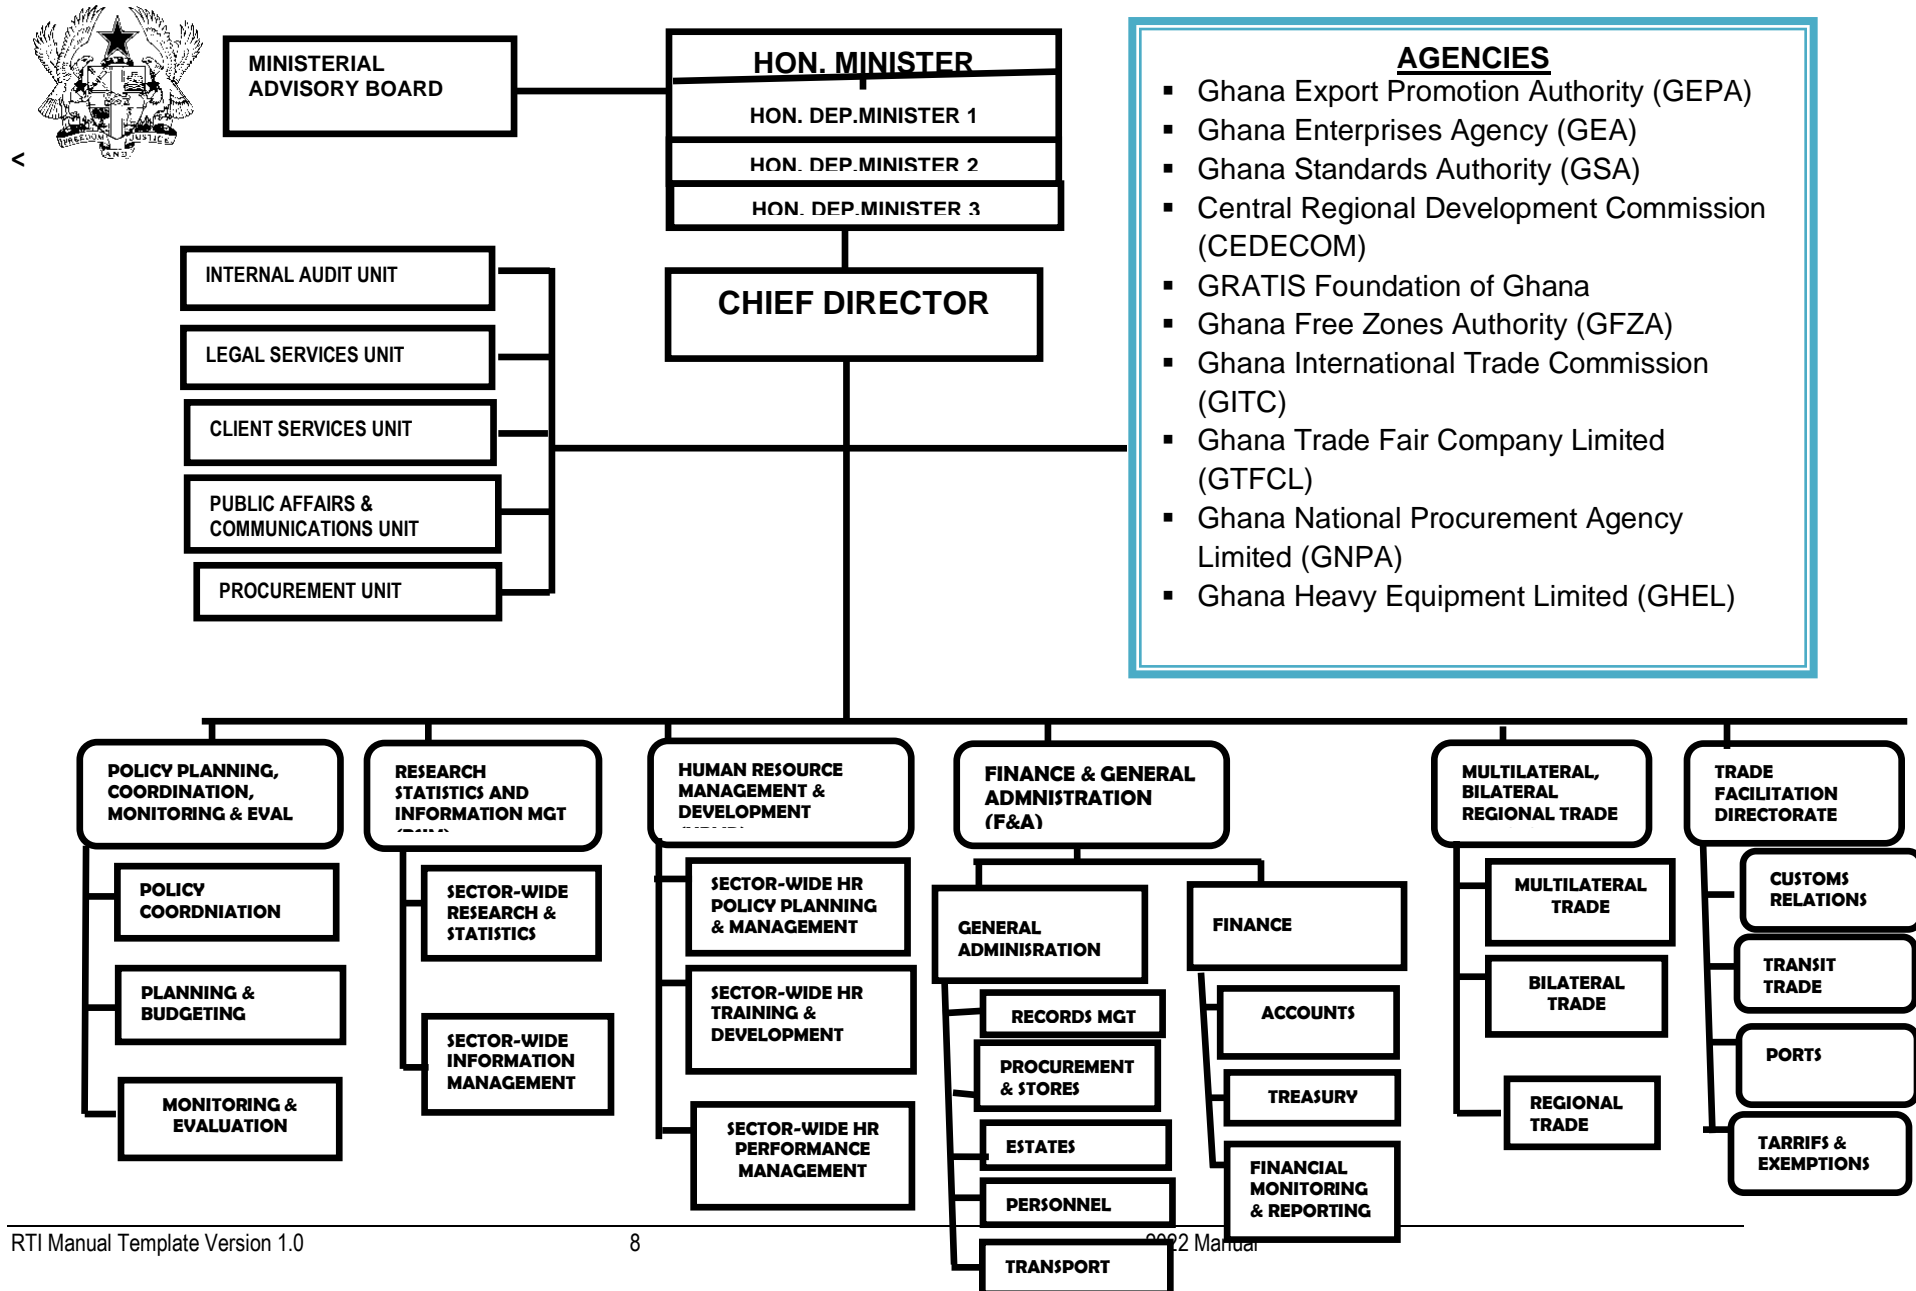 FREEDOM AND JUSTICE
<
MINISTERIAL
ADVISORY BOARD
HON. MINISTER
HON. DEP.MINISTER 1
HON. DEP.MINISTER 2
HON. DEP.MINISTER 3
CHIEF DIRECTOR
AGENCIES
▪ Ghana Export Promotion Authority (GEPA)
▪ Ghana Enterprises Agency (GEA)
▪ Ghana Standards Authority (GSA)
▪ Central Regional Development Commission
(CEDECOM)
▪ GRATIS Foundation of Ghana
▪ Ghana Free Zones Authority (GFZA)
▪ Ghana International Trade Commission
(GITC)
▪ Ghana Trade Fair Company Limited
(GTFCL)
▪ Ghana National Procurement Agency
Limited (GNPA)
▪ Ghana Heavy Equipment Limited (GHEL)
INTERNAL AUDIT UNIT
LEGAL SERVICES UNIT
CLIENT SERVICES UNIT
PUBLIC AFFAIRS &
COMMUNICATIONS UNIT
PROCUREMENT UNIT
POLICY PLANNING,
COORDINATION,
MONITORING & EVAL
POLICY
COORDNIATION
PLANNING &
BUDGETING
MONITORING &
EVALUATION
RESEARCH
STATISTICS AND
INFORMATION MGT
SECTOR-WIDE
RESEARCH &
STATISTICS
SECTOR-WIDE
INFORMATION
MANAGEMENT
HUMAN RESOURCE
MANAGEMENT &
DEVELOPMENT
SECTOR-WIDE HR
POLICY PLANNING
& MANAGEMENT
SECTOR-WIDE HR
TRAINING &
DEVELOPMENT
SECTOR-WIDE HR
PERFORMANCE
MANAGEMENT
FINANCE & GENERAL
ADMNISTRATION
(F&A)
GENERAL
ADMINISRATION
RECORDS MGT
PROCUREMENT
& STORES
ESTATES
PERSONNEL
TRANSPORT
FINANCE
ACCOUNTS
TREASURY
FINANCIAL
MONITORING
& REPORTING
MULTILATERAL,
BILATERAL
REGIONAL TRADE
MULTILATERAL
TRADE
BILATERAL
TRADE
REGIONAL
TRADE
TRADE
FACILITATION
DIRECTORATE
CUSTOMS
RELATIONS
TRANSIT
TRADE
PORTS
TARRIFS &
EXEMPTIONS
RTI Manual Template Version 1.0 8 2022 Manual